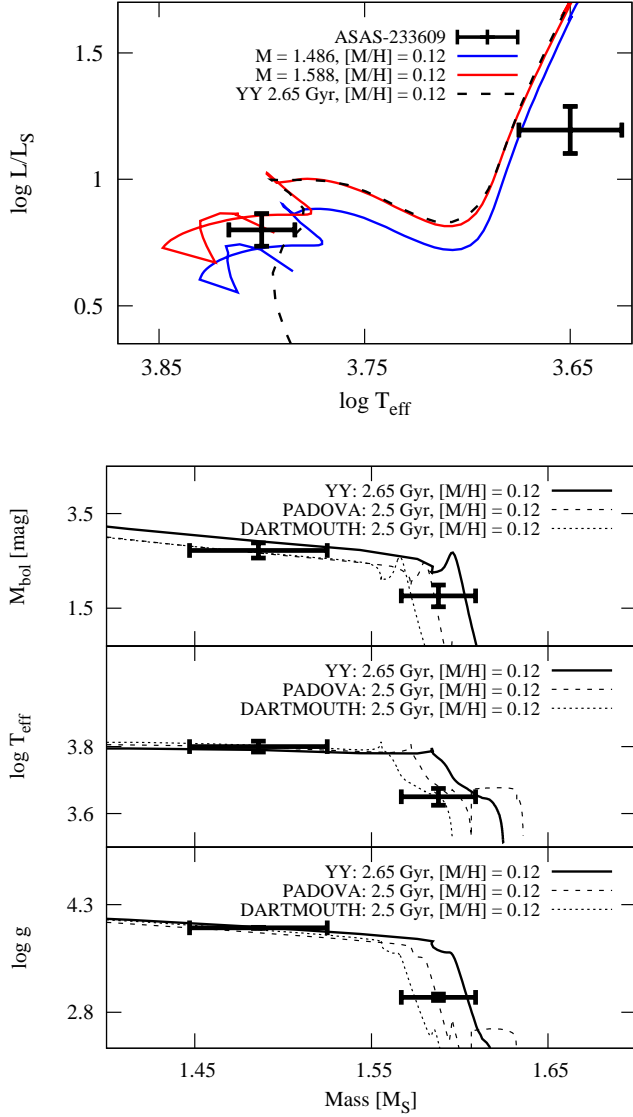 ASAS-233609
M = 1.486, [M/H] = 0.12
M = 1.588, [M/H] = 0.12
YY 2.65 Gyr, [M/H] = 0.12
1.5
1
0.5
log L/L_S
3.85
3.75
3.65
log T_eff
YY: 2.65 Gyr, [M/H] = 0.12
PADOVA: 2.5 Gyr, [M/H] = 0.12
DARTMOUTH: 2.5 Gyr, [M/H] = 0.12
3.5
1.5
M_bol [mag]
YY: 2.65 Gyr, [M/H] = 0.12
PADOVA: 2.5 Gyr, [M/H] = 0.12
DARTMOUTH: 2.5 Gyr, [M/H] = 0.12
3.8
3.6
log T_eff
YY: 2.65 Gyr, [M/H] = 0.12
PADOVA: 2.5 Gyr, [M/H] = 0.12
DARTMOUTH: 2.5 Gyr, [M/H] = 0.12
4.3
2.8
log g
1.45
1.55
1.65
Mass [M_S]